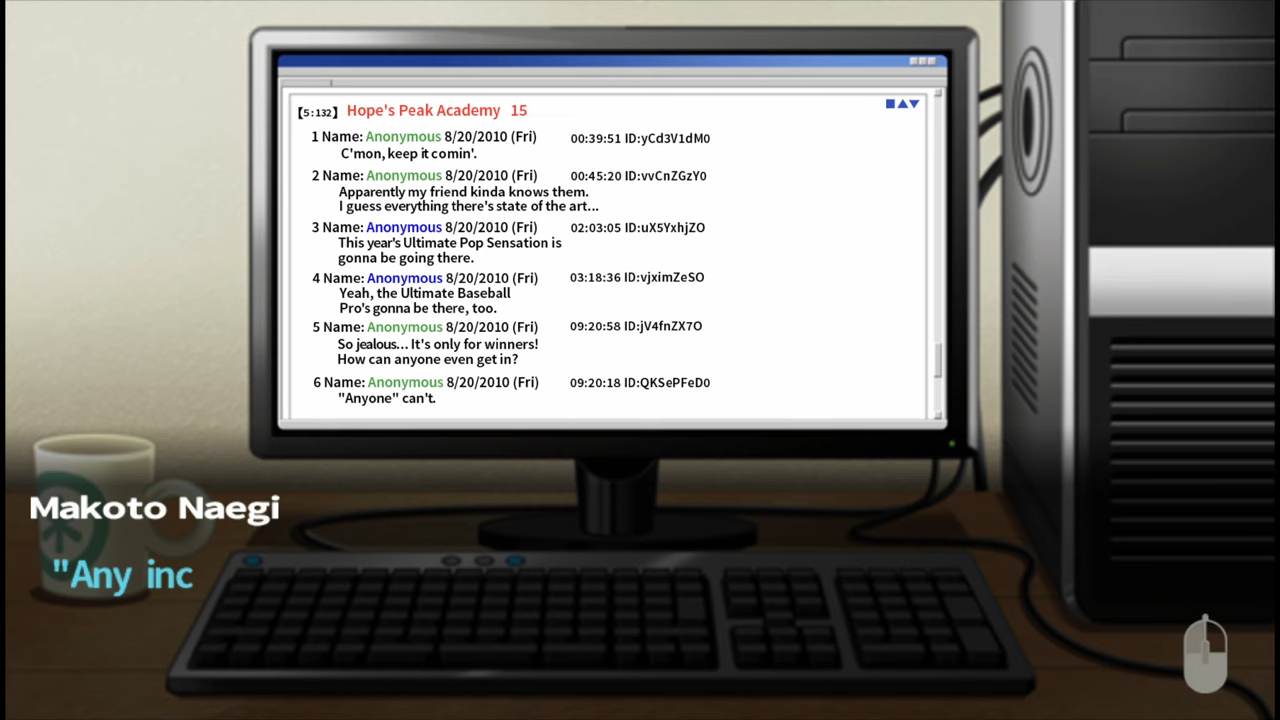 【5:132】 Hope's Peak Academy 15
1 Name: Anonymous 8/20/2010 (Fri) 00:39:51 ID:yCd3V1dM0
C'mon, keep it comin'.
2 Name: Anonymous 8/20/2010 (Fri) 00:45:20 ID:vvCnZGzY0
Apparently my friend kinda knows them.
I guess everything there's state of the art...
3 Name: Anonymous 8/20/2010 (Fri) 02:03:05 ID:uX5YxhjZO
This year's Ultimate Pop Sensation is
gonna be going there.
4 Name: Anonymous 8/20/2010 (Fri) 03:18:36 ID:vjximZeSO
Yeah, the Ultimate Baseball
Pro's gonna be there, too.
5 Name: Anonymous 8/20/2010 (Fri) 09:20:58 ID:jV4fnZX7O
So jealous... It's only for winners!
How can anyone even get in?
6 Name: Anonymous 8/20/2010 (Fri) 09:20:18 ID:QKSePFeD0
"Anyone" can't.
Makoto Naegi
"Any inc